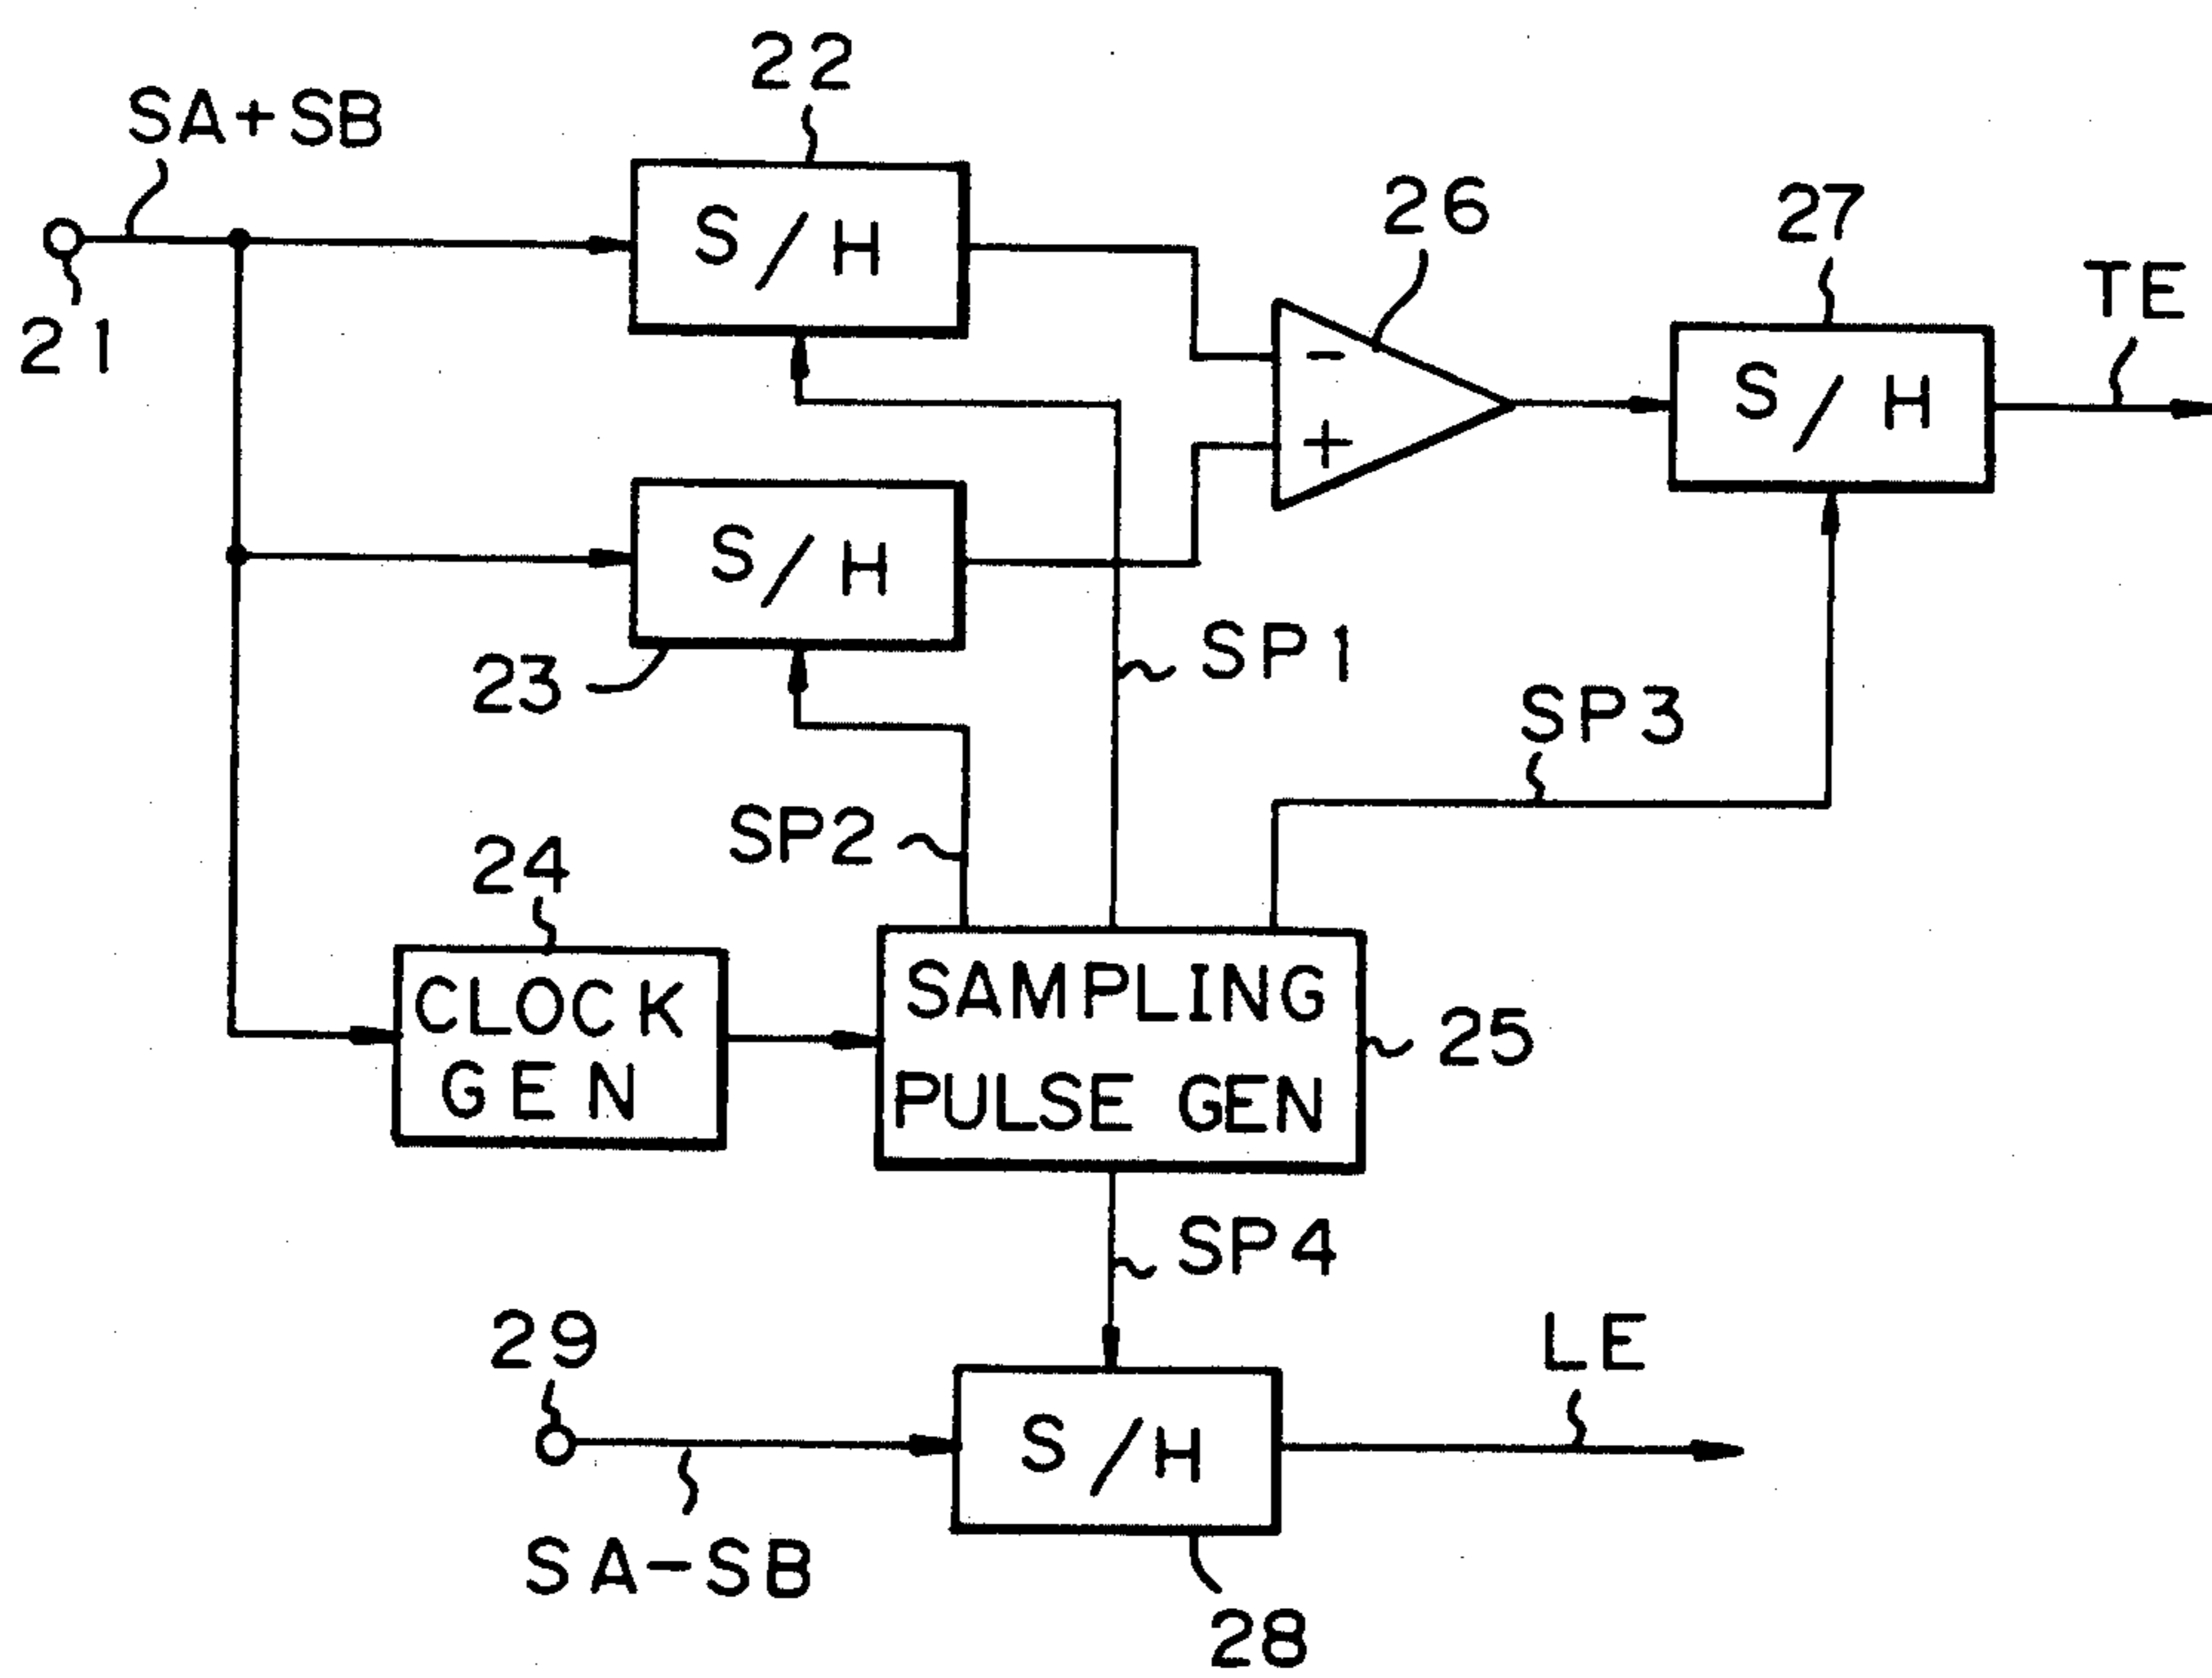 22
SA+SB
S/H
26
27
21
TE
-
+
S/H
S/H
23
SP1
SP3
SP2
24
CLOCK
GEN
SAMPLING
PULSE GEN
25
SP4
29
LE
S/H
SA-SB
28